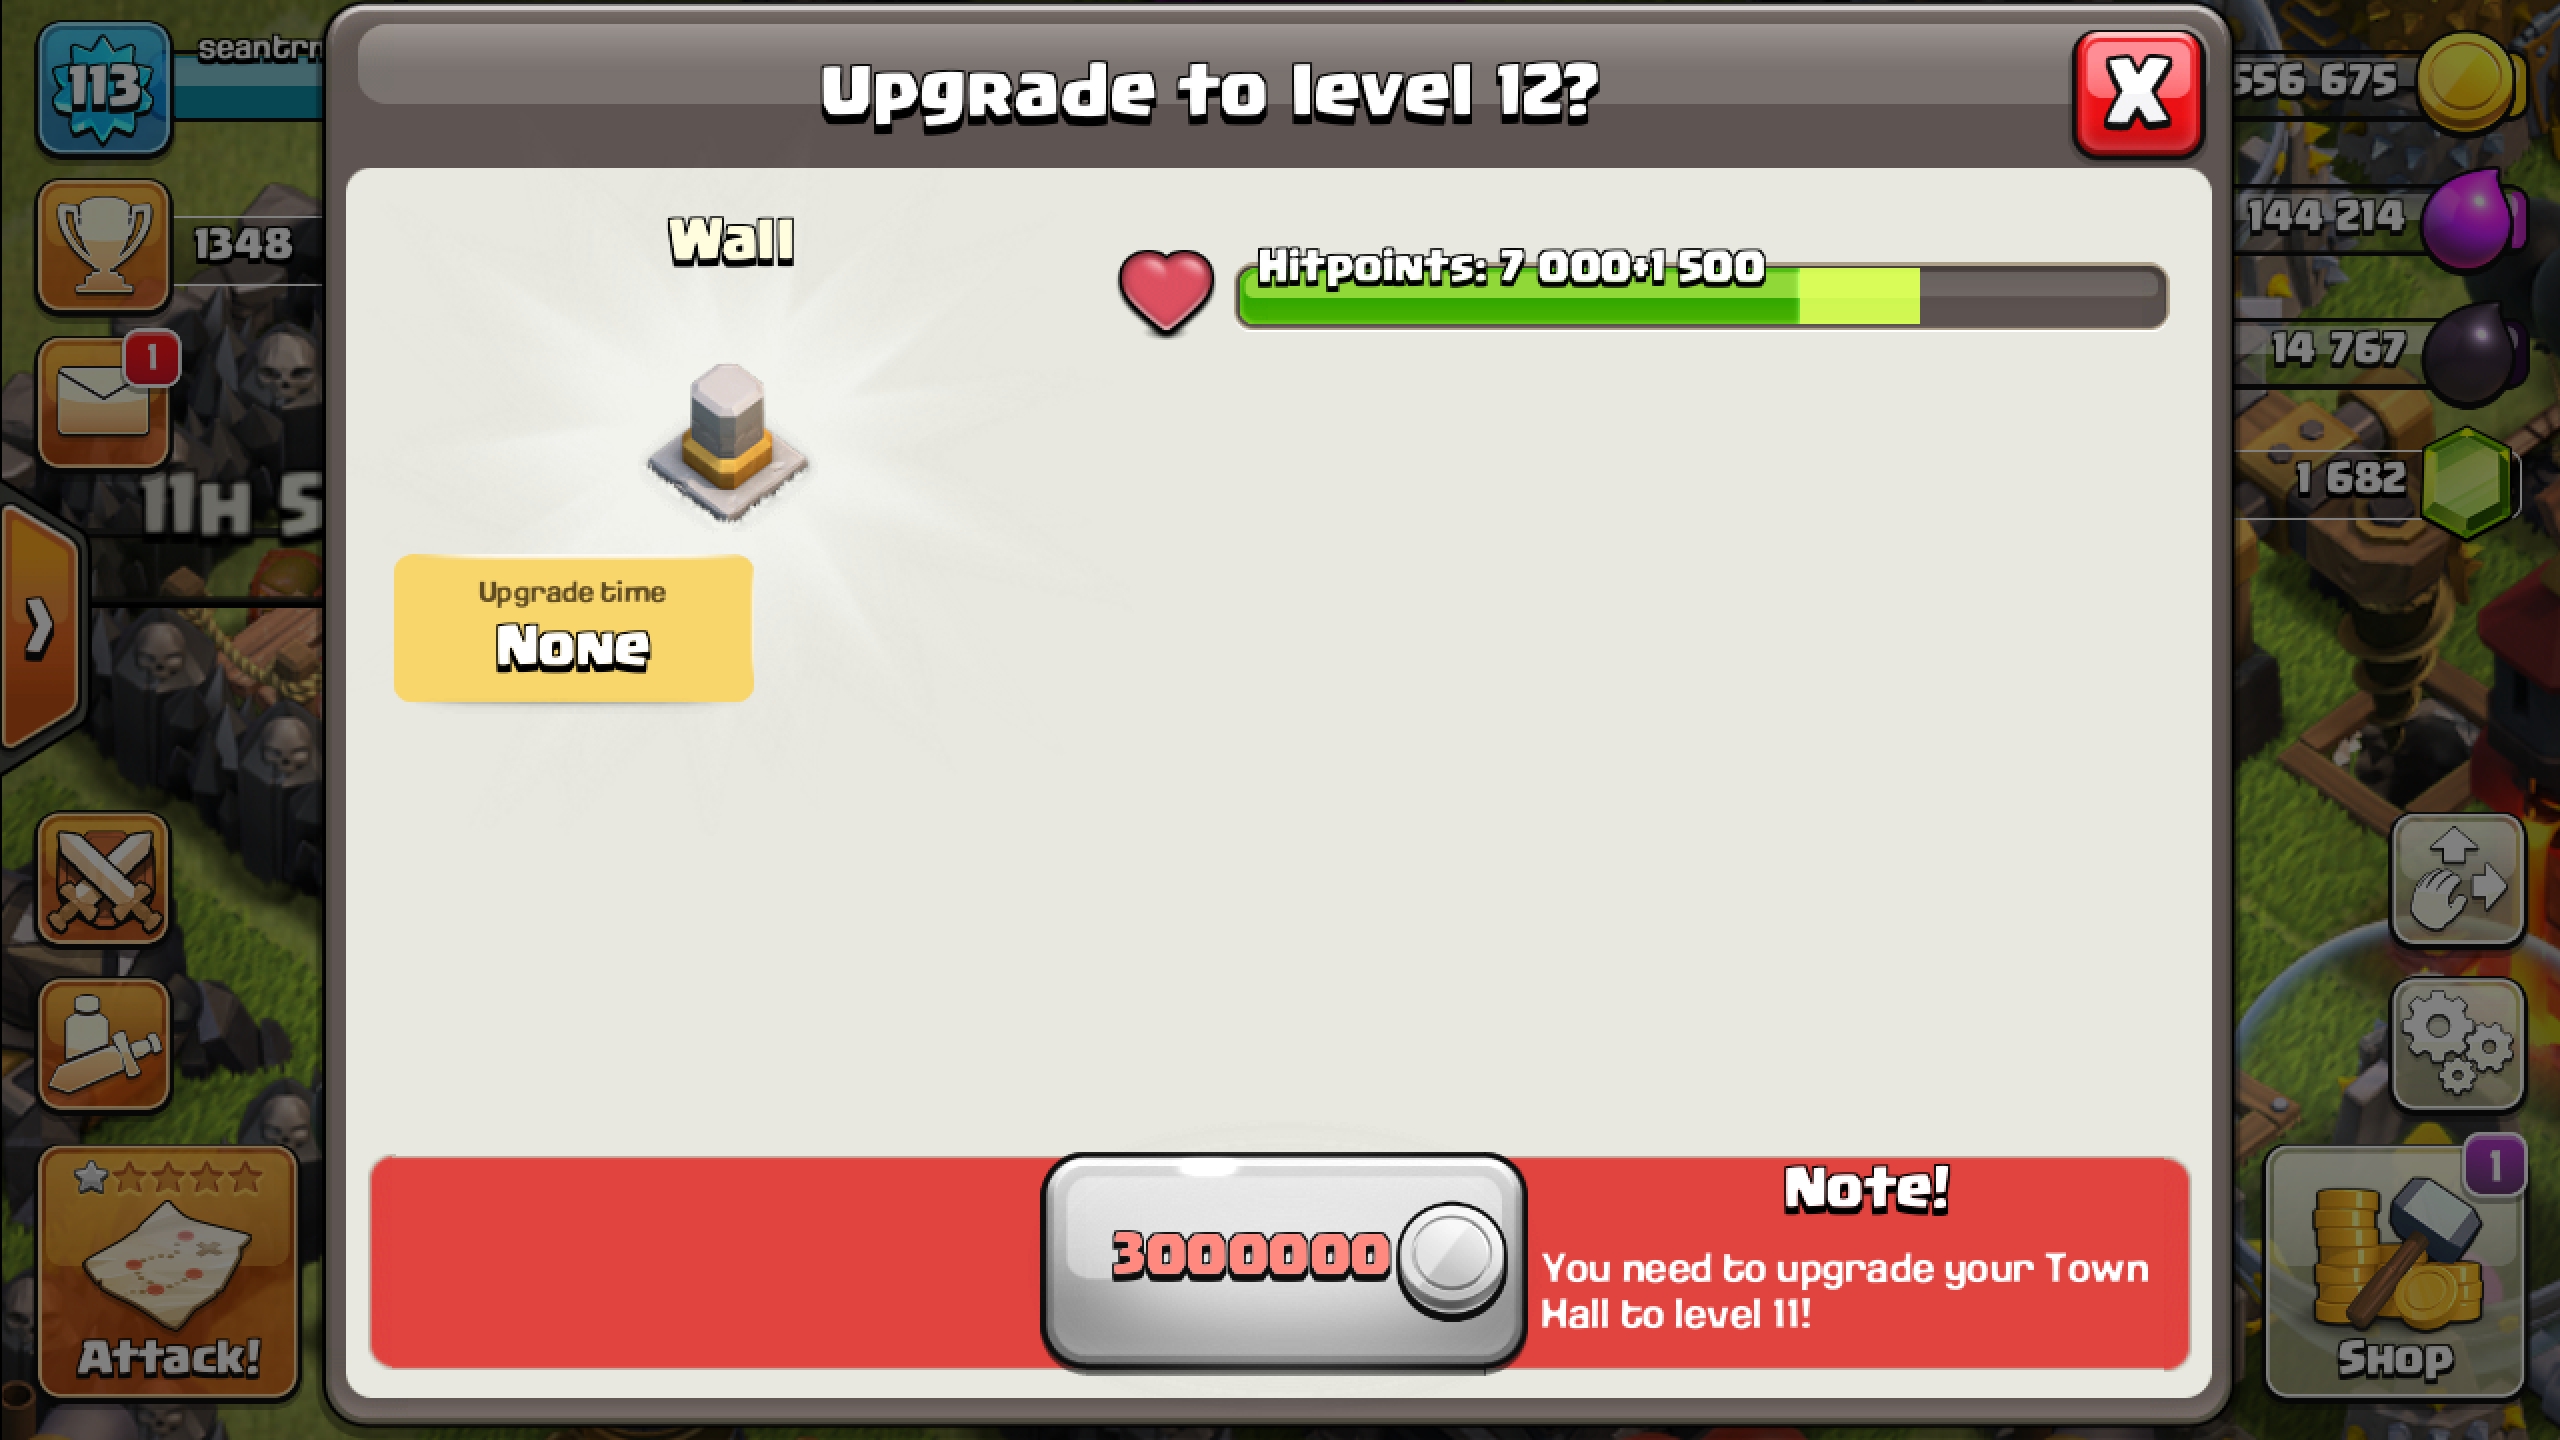 Upgrade to level 12?
X
113
1348
1
Wall
Hitpoints: 7 000+1 500
Upgrade time
None
556 675
144 214
14 767
1 682
11H 5
Attack!
3000000
Note!
You need to upgrade your Town
Hall to level 11!
1
Shop